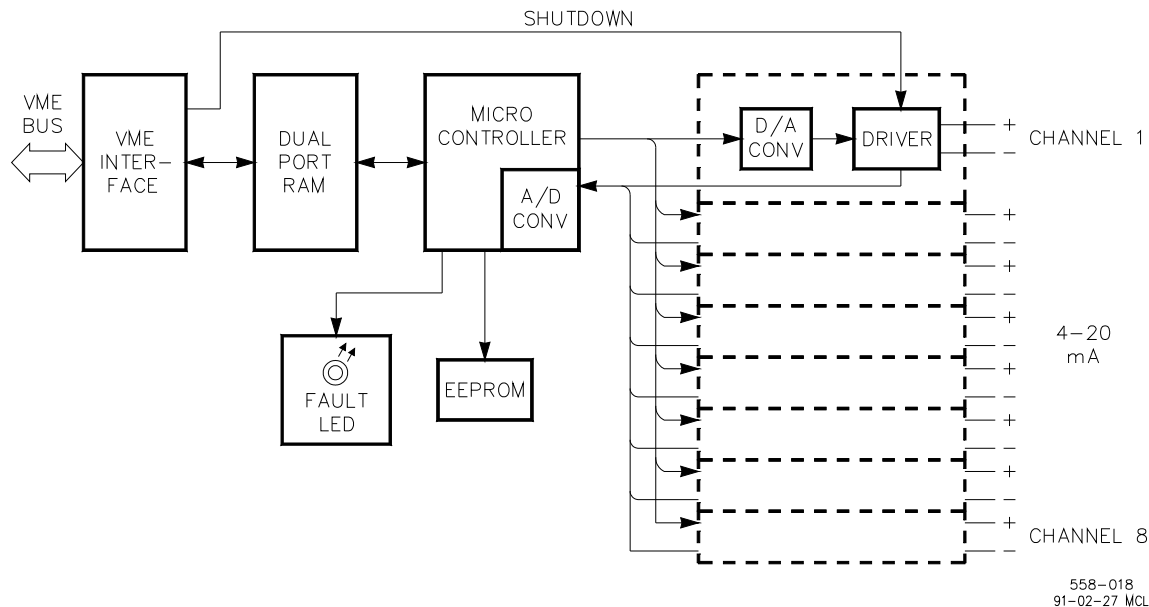 SHUTDOWN
VME
BUS
VME
INTER-
FACE
DUAL
PORT
RAM
MICRO
CONTROLLER
A/D
CONV
D/A
CONV
DRIVER
+
CHANNEL 1
-
+
-
+
-
+
-
4-20
mA
+
-
+
-
+
-
+
CHANNEL 8
-
FAULT
LED
EEPROM
558-018
91-02-27 MCL